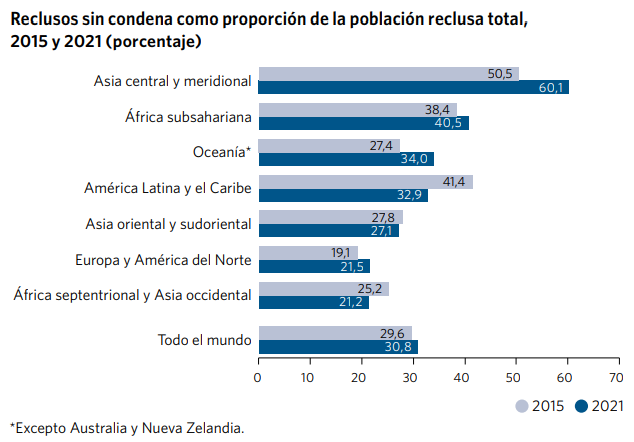 Reclusos sin condena como proporción de la población reclusa total,
2015 y 2021 (porcentaje)
Asia central y meridional 50,5
60,1
África subsahariana 38,4
40,5
Oceanía* 27,4
34,0
América Latina y el Caribe 41,4
32,9
Asia oriental y sudoriental 27,8
27,1
Europa y América del Norte 19,1
21,5
África septentrional y Asia occidental 25,2
21,2
Todo el mundo 29,6
30,8
0 10 20 30 40 50 60 70
2015 2021
*Excepto Australia y Nueva Zelandia.